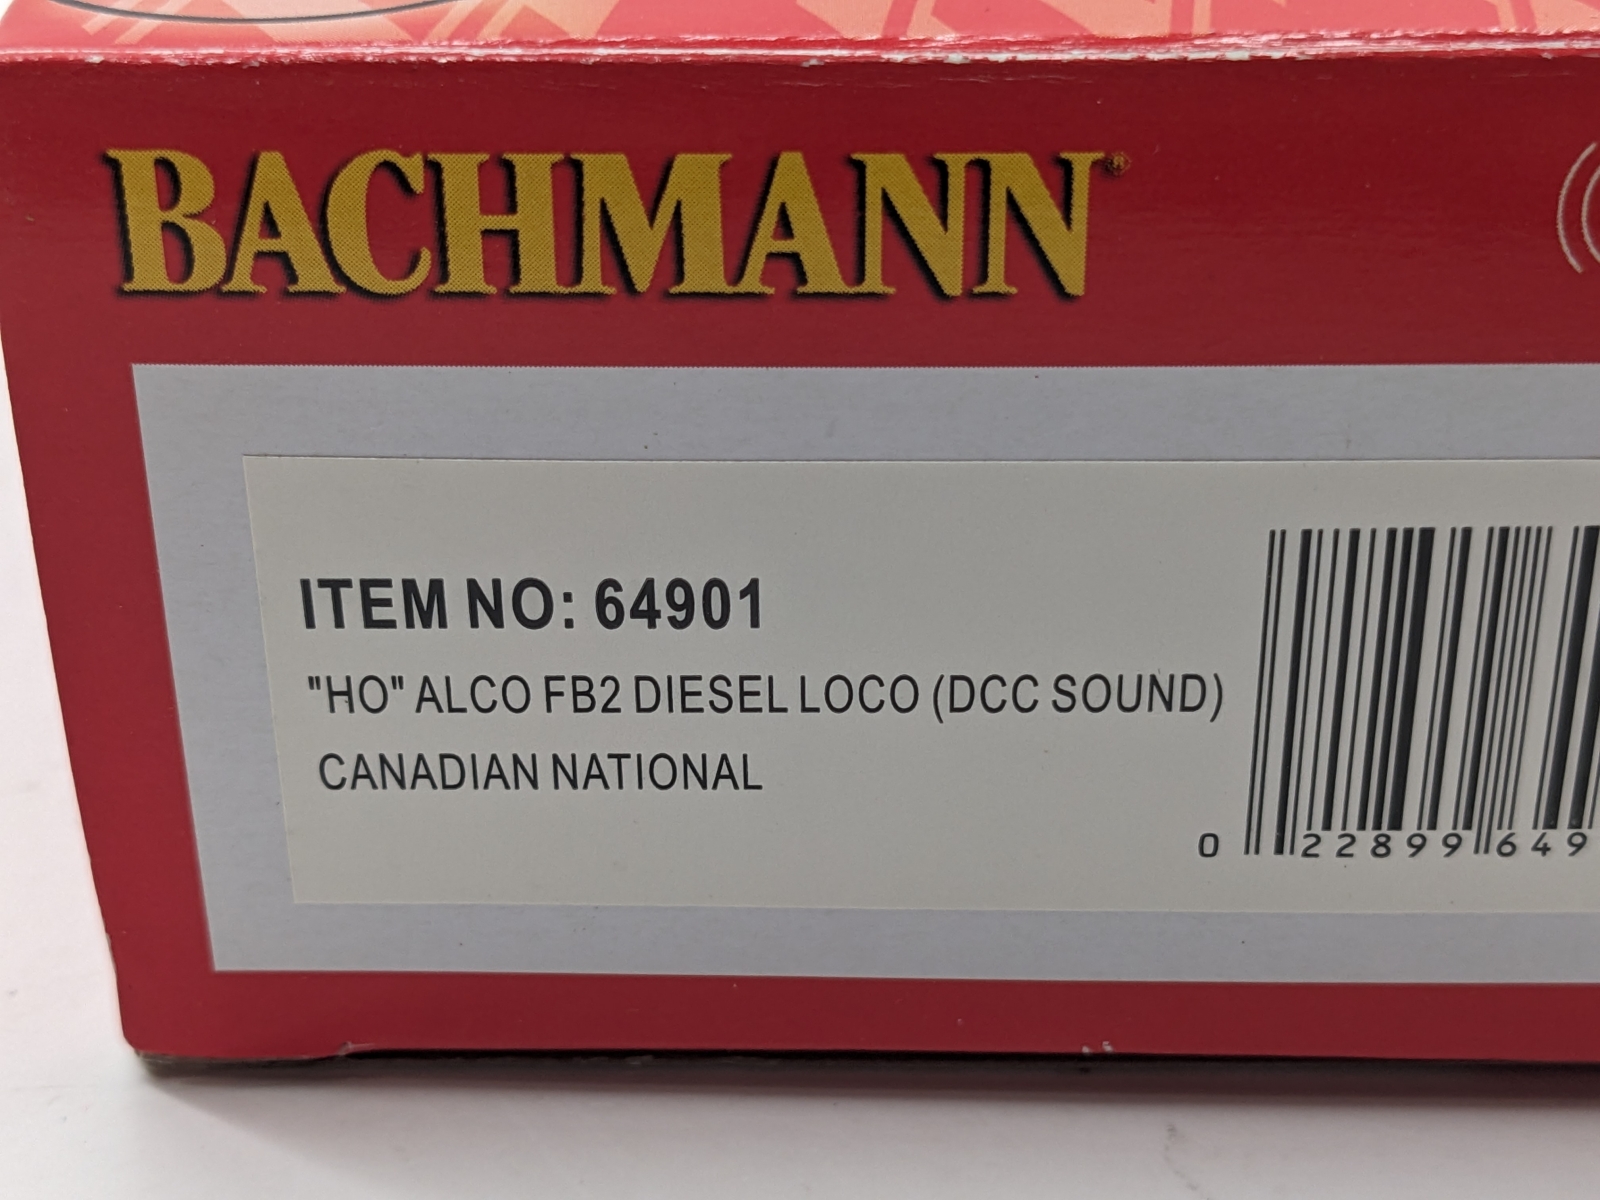 BACHMANN
ITEM NO: 64901
"HO" ALCO FB2 DIESEL LOCO (DCC SOUND)
CANADIAN NATIONAL
0 22899 649